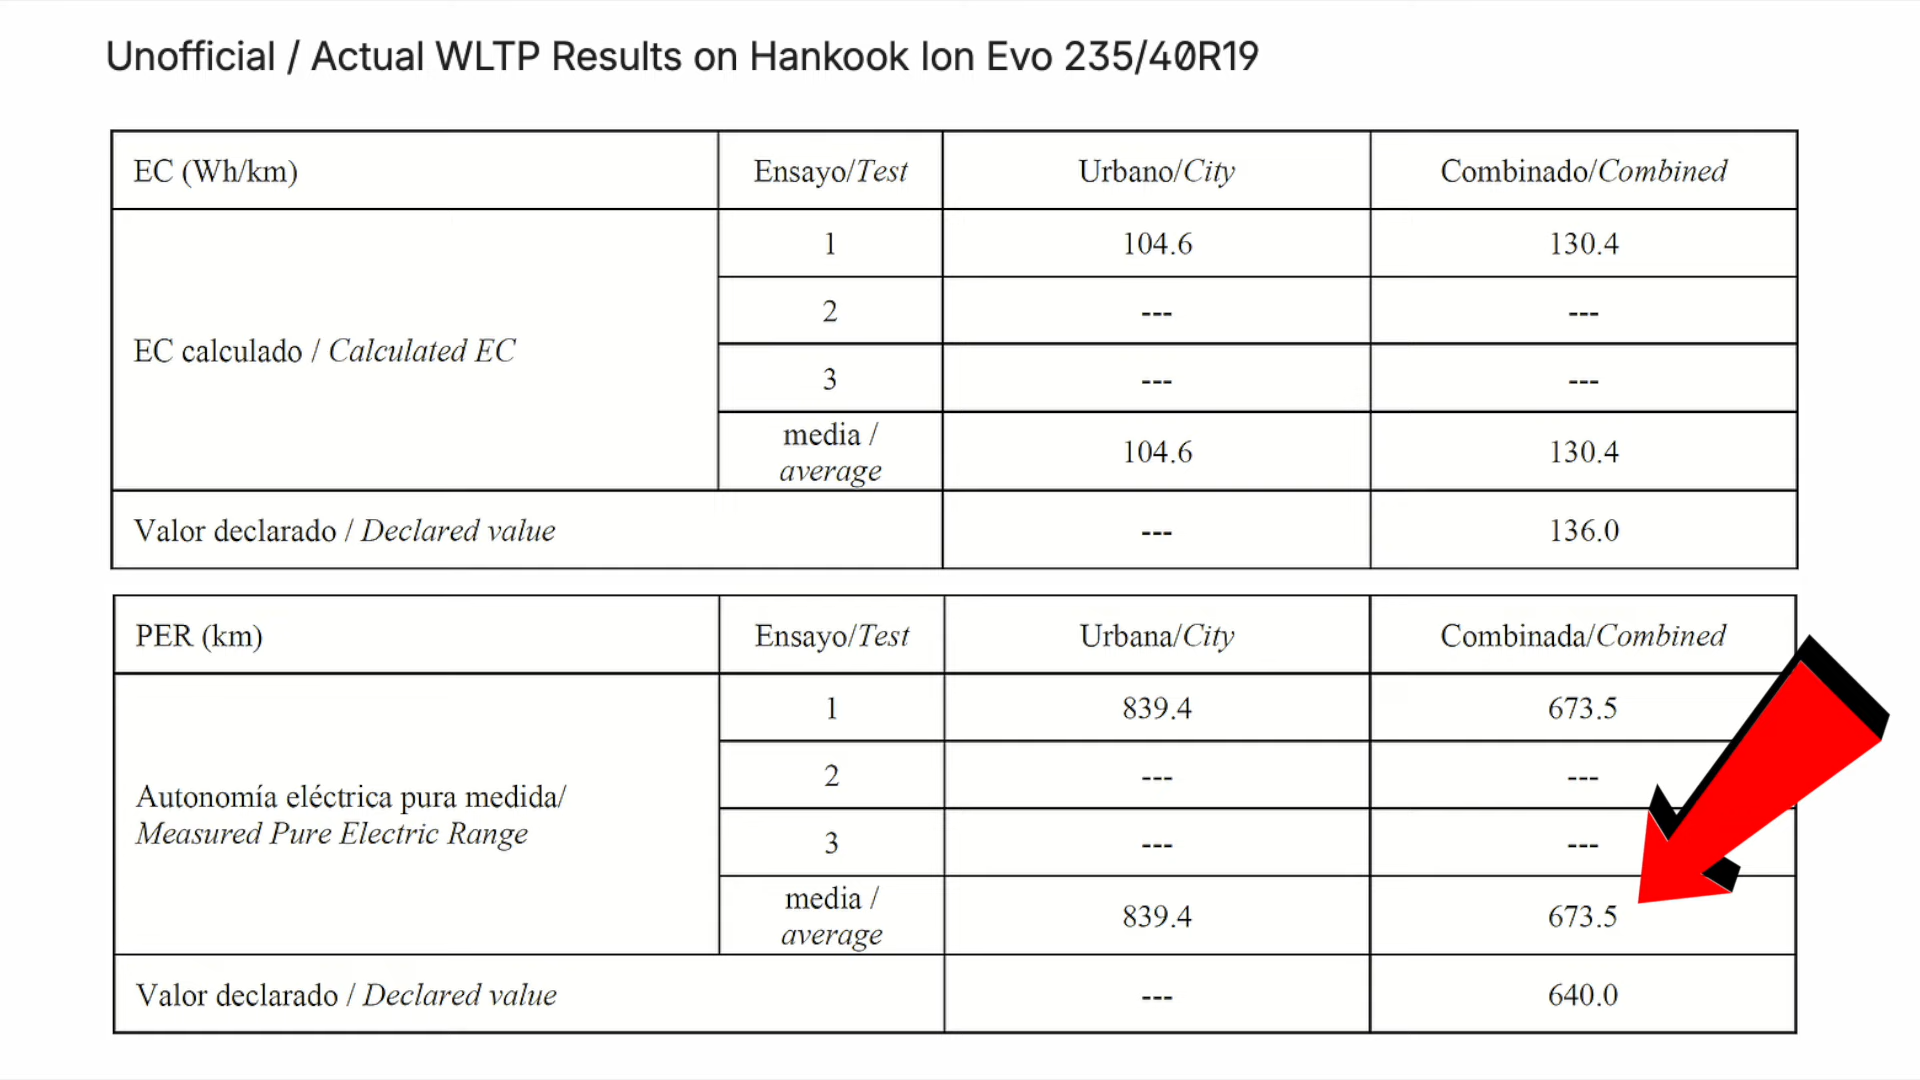 Unofficial / Actual WLTP Results on Hankook Ion Evo 235/40R19
EC (Wh/km) Ensayo/Test Urbano/City Combinado/Combined
EC calculado / Calculated EC
1 104.6 130.4
2 --- ---
3 --- ---
media /
average
104.6 130.4
Valor declarado / Declared value --- 136.0
PER (km) Ensayo/Test Urbana/City Combinada/Combined
Autonomía eléctrica pura medida/
Measured Pure Electric Range
1 839.4 673.5
2 --- ---
3 --- ---
media /
average
839.4 673.5
Valor declarado / Declared value --- 640.0